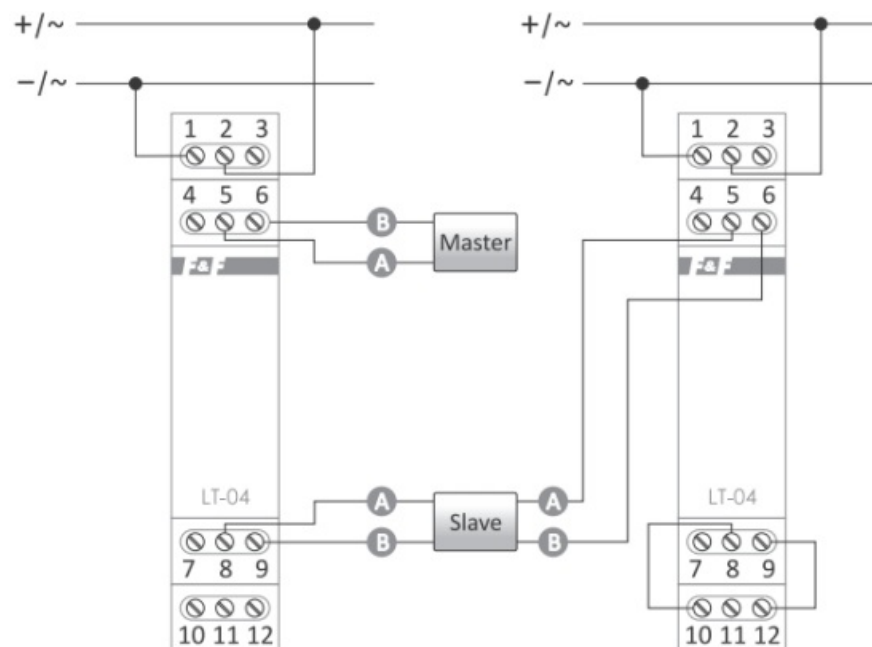 +/~ +/~
−/~ −/~
1 2 3 1 2 3
4 5 6 4 5 6
B Master
A
F&F F&F
LT-04 LT-04
A Slave A
B B
7 8 9 7 8 9
10 11 12 10 11 12